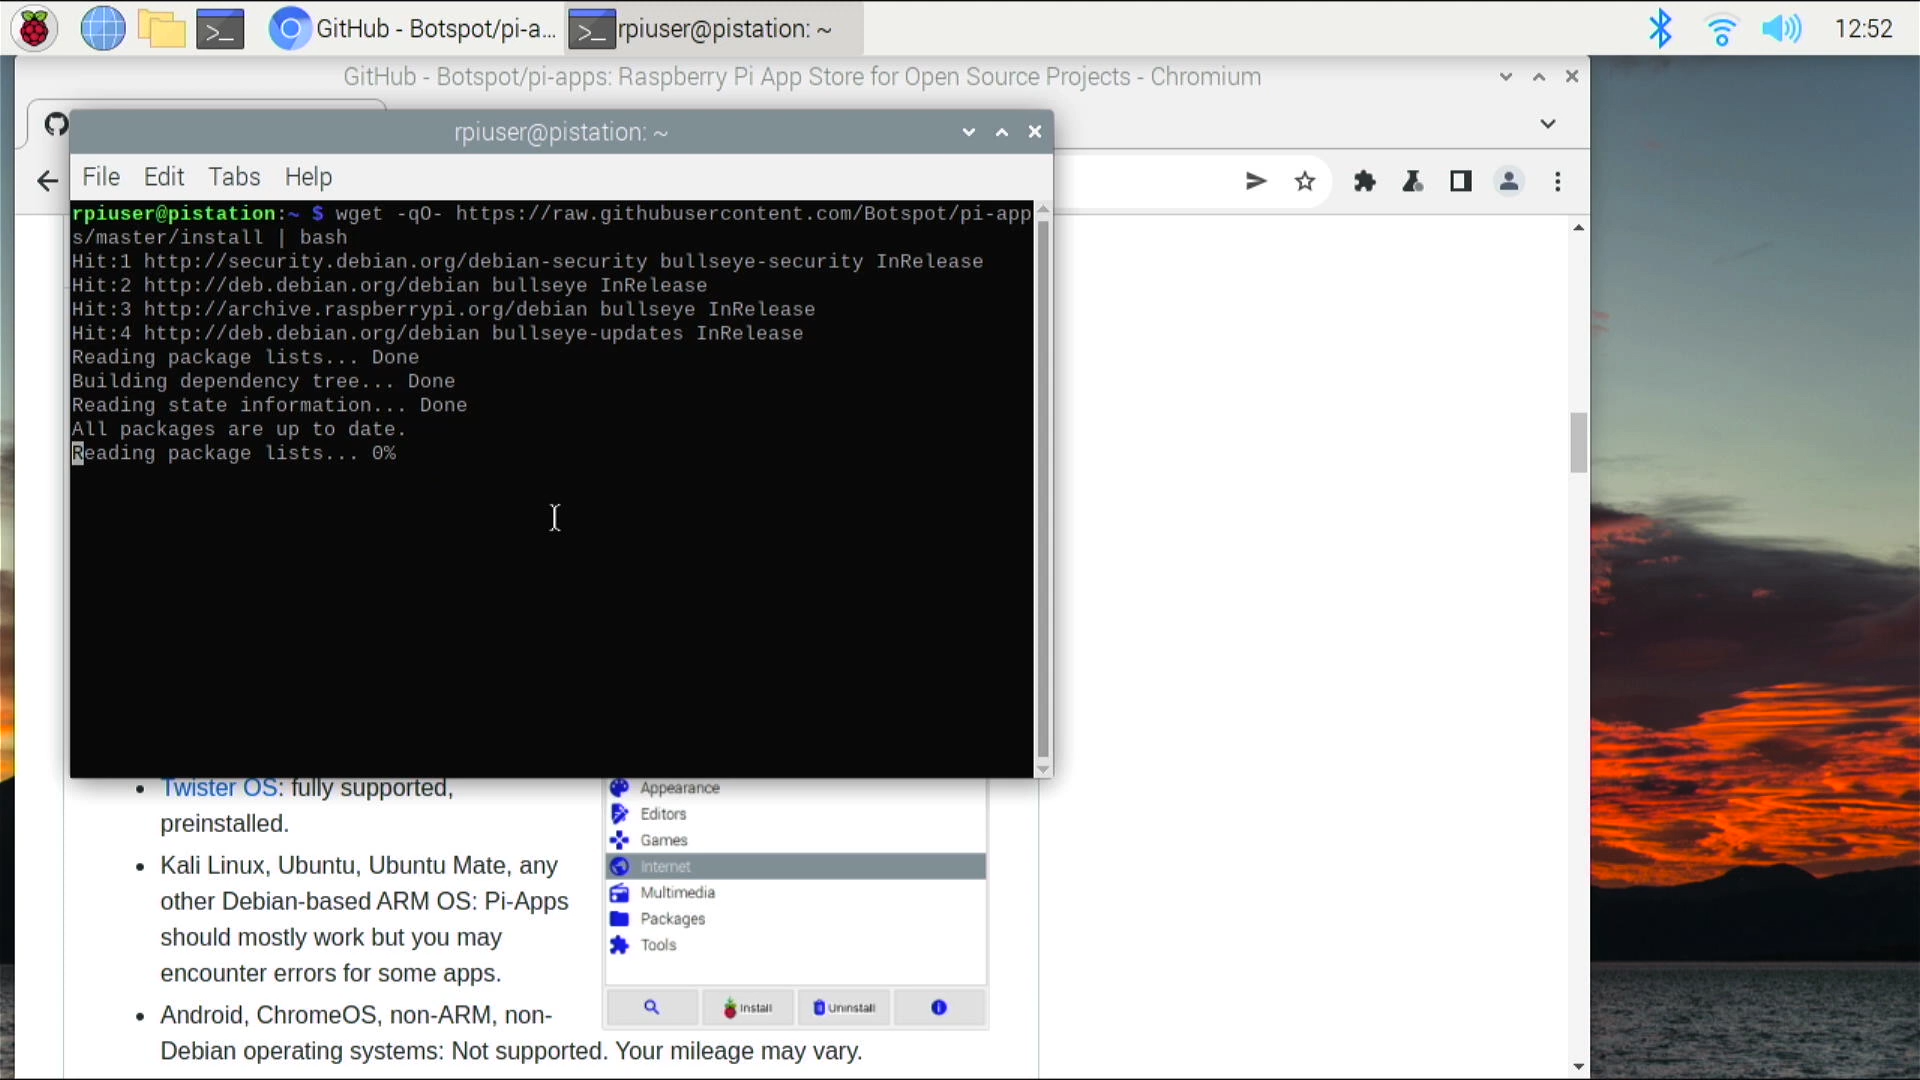 GitHub - Botspot/pi-a...
rpiuser@pistation: ~
12:52
GitHub - Botspot/pi-apps: Raspberry Pi App Store for Open Source Projects - Chromium
rpiuser@pistation: ~
File Edit Tabs Help
rpiuser@pistation:~ $ wget -qO- https://raw.githubusercontent.com/Botspot/pi-app
s/master/install | bash
Hit:1 http://security.debian.org/debian-security bullseye-security InRelease
Hit:2 http://deb.debian.org/debian bullseye InRelease
Hit:3 http://archive.raspberrypi.org/debian bullseye InRelease
Hit:4 http://deb.debian.org/debian bullseye-updates InRelease
Reading package lists... Done
Building dependency tree... Done
Reading state information... Done
All packages are up to date.
Reading package lists... 0%
• Twister OS: fully supported,
preinstalled.
• Kali Linux, Ubuntu, Ubuntu Mate, any
other Debian-based ARM OS: Pi-Apps
should mostly work but you may
encounter errors for some apps.
• Android, ChromeOS, non-ARM, non-
Debian operating systems: Not supported. Your mileage may vary.
Appearance
Editors
Games
Internet
Multimedia
Packages
Tools
Install
Uninstall